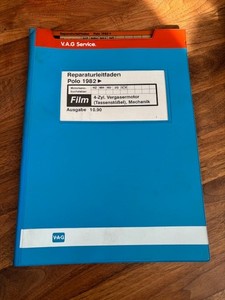 V.A.G Service.
Reparaturleitfaden
Polo 1982 ▶
Film
4-Zyl. Vergasermotor
(Tassenstößel), Mechanik
Ausgabe 10.90
V·A·G